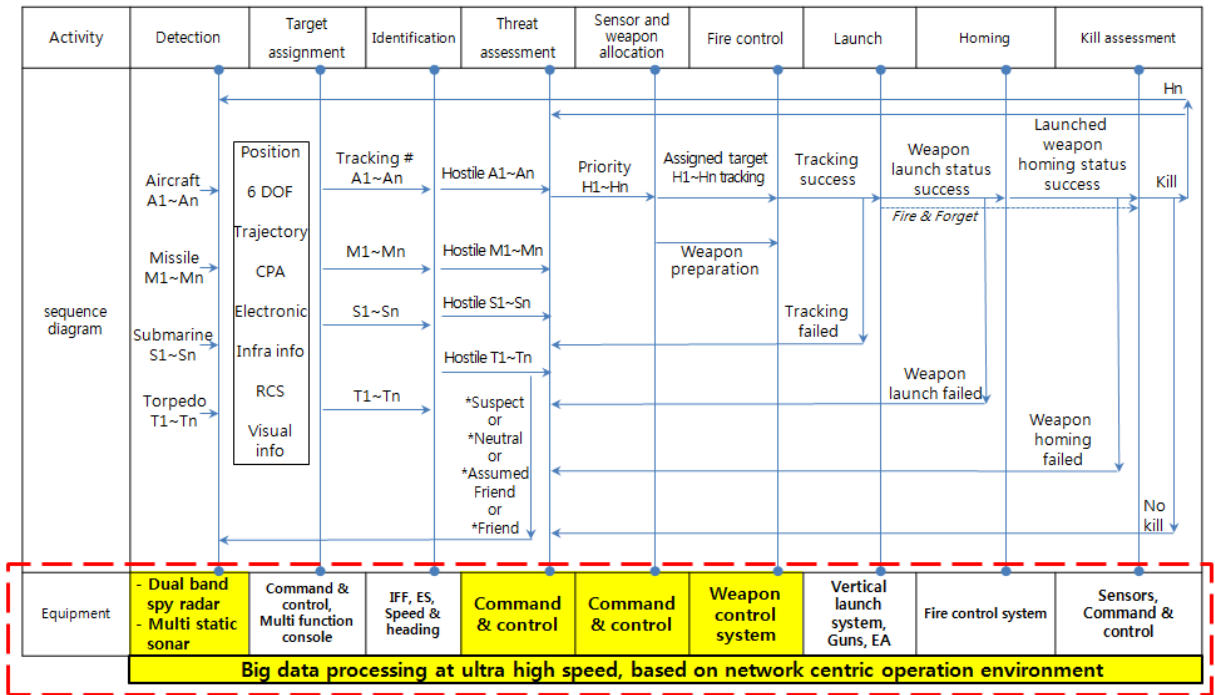 Activity
Detection
Target
assignment
Identification
Threat
assessment
Sensor and
weapon
allocation
Fire control
Launch
Homing
Kill assessment
sequence
diagram
Hn
Aircraft
A1~An
Missile
M1~Mn
Submarine
S1~Sn
Torpedo
T1~Tn
Position
6 DOF
Trajectory
CPA
Electronic
Infra info
RCS
Visual
info
Tracking #
A1~An
M1~Mn
S1~Sn
T1~Tn
Hostile A1~An
Hostile M1~Mn
Hostile S1~Sn
Hostile T1~Tn
*Suspect
or
*Neutral
or
*Assumed
Friend
or
*Friend
Priority
H1~Hn
Assigned target
H1~Hn tracking
Weapon
preparation
Tracking
success
Tracking
failed
Weapon
launch status
success
Fire & Forget
Weapon
launch failed
Launched
weapon
homing status
success
Weapon
homing
failed
Kill
No
kill
Equipment
- Dual band
spy radar
- Multi static
sonar
Command &
control,
Multi function
console
IFF, ES,
Speed &
heading
Command
& control
Command
& control
Weapon
control
system
Vertical
launch
system,
Guns, EA
Fire control system
Sensors,
Command &
control
Big data processing at ultra high speed, based on network centric operation environment